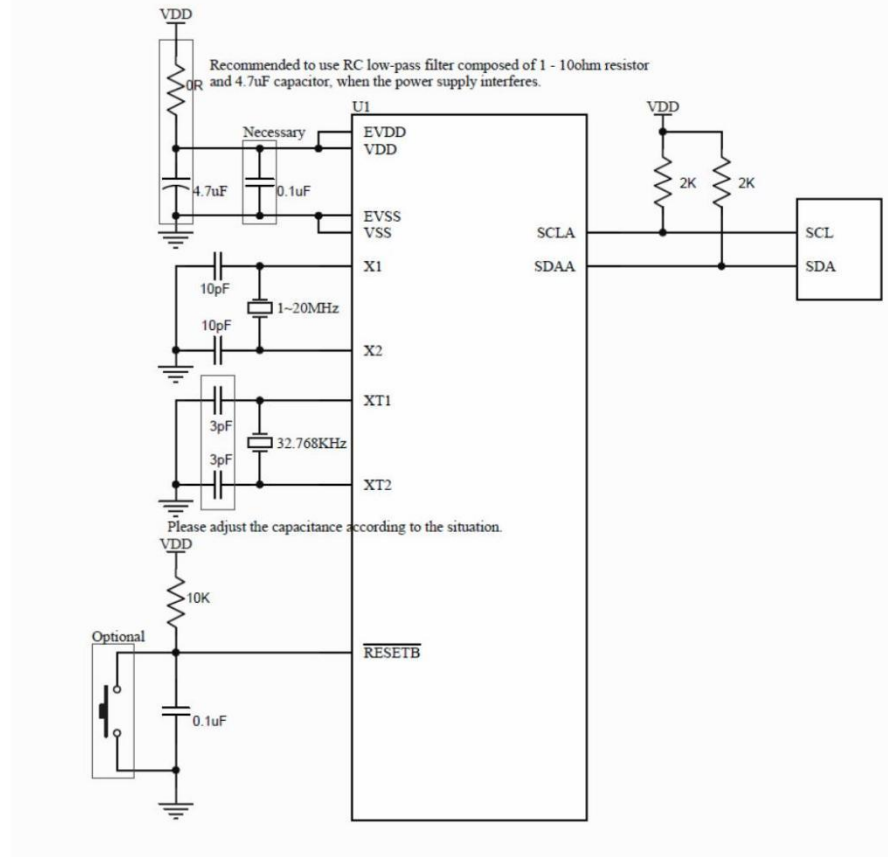 VDD
Recommended to use RC low-pass filter composed of 1 - 10ohm resistor
0R and 4.7uF capacitor, when the power supply interferes.
U1
VDD
Necessary
EVDD
VDD
4.7uF
0.1uF
2K
2K
EVSS
VSS
SCLA
SCL
X1
SDAA
SDA
10pF
1~20MHz
10pF
X2
XT1
3pF
32.768KHz
3pF
XT2
Please adjust the capacitance according to the situation.
VDD
10K
Optional
RESETB
0.1uF